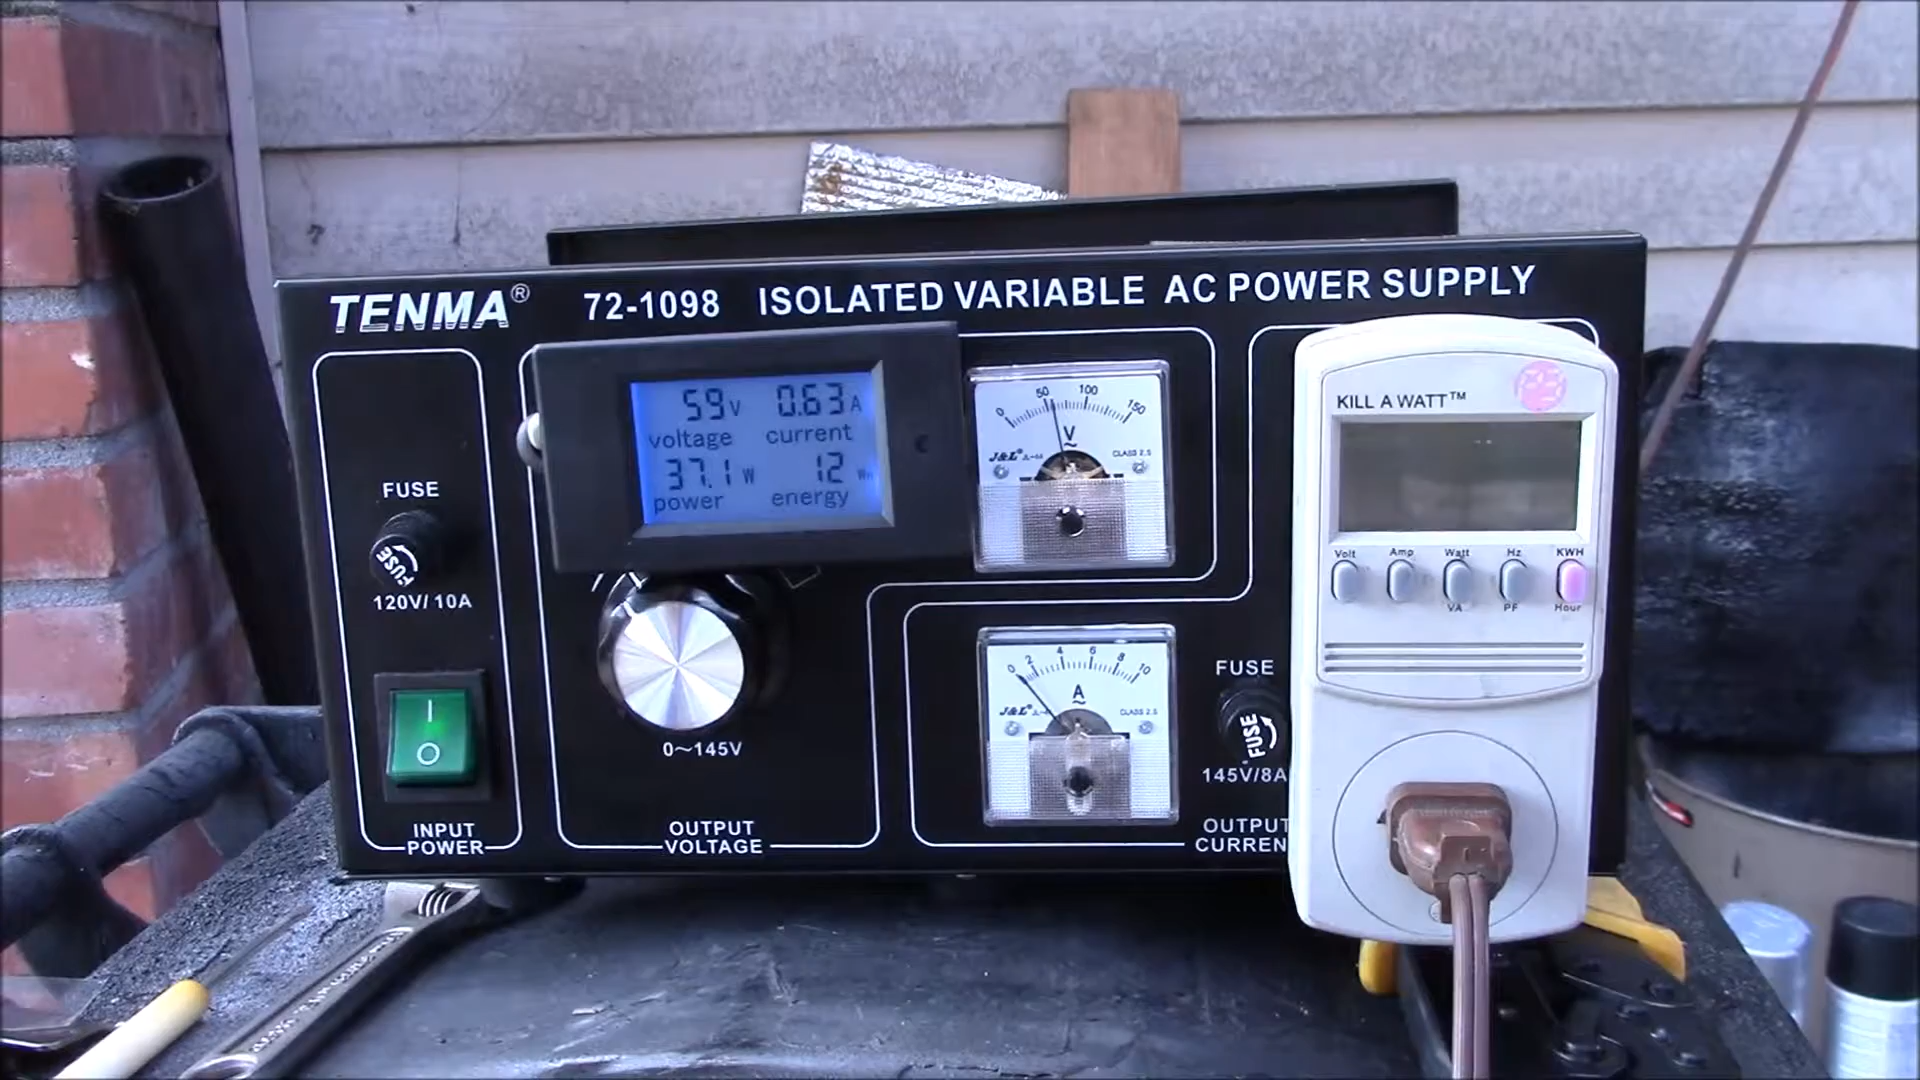 TENMA® 72-1098 ISOLATED VARIABLE AC POWER SUPPLY
FUSE
FUSE
120V/10A
I
O
INPUT
POWER
59V 0.63A
voltage current
37.1 W 12 Wh
power energy
0～145V
OUTPUT
VOLTAGE
0 50 100 150
V
J&L® CLASS 2.5
0 2 4 6 8 10
A
J&L® CLASS 2.5
FUSE
FUSE
145V/8A
OUTPUT
CURREN
KILL A WATT™
Volt Amp Watt Hz KWH
VA PF Hour